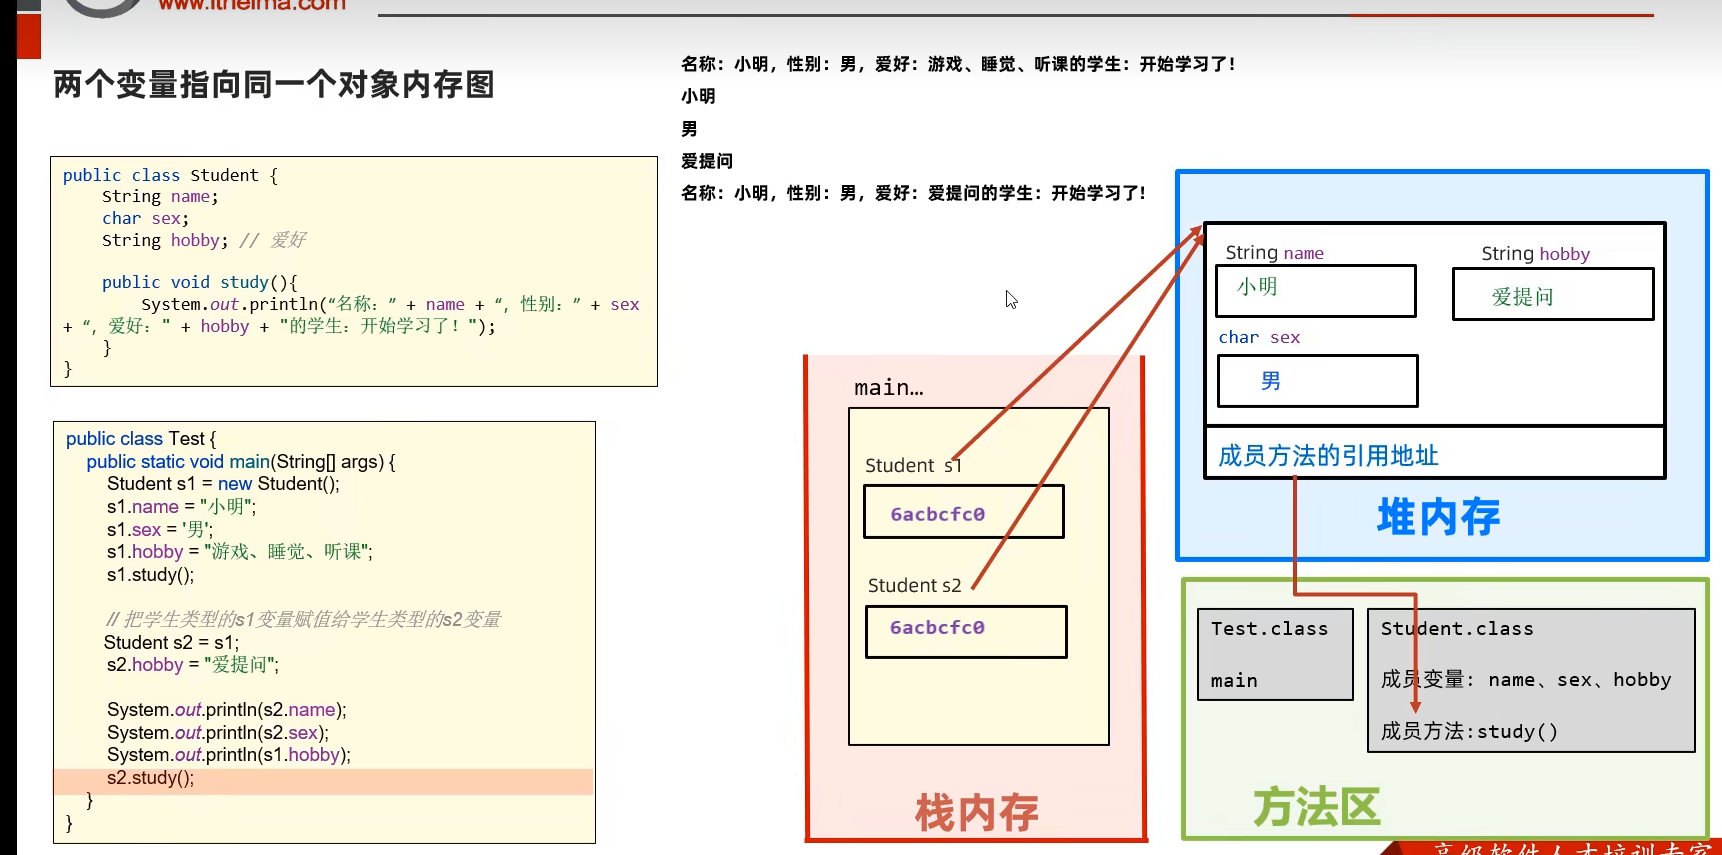 www.itheima.com
两个变量指向同一个对象内存图
public class Student {
String name;
char sex;
String hobby; // 爱好
public void study(){
System.out.println(“名称：” + name + “，性别：” + sex
+ “，爱好：" + hobby + "的学生：开始学习了！");
}
}
public class Test {
public static void main(String[] args) {
Student s1 = new Student();
s1.name = "小明";
s1.sex = '男';
s1.hobby = "游戏、睡觉、听课";
s1.study();
// 把学生类型的s1变量赋值给学生类型的s2变量
Student s2 = s1;
s2.hobby = "爱提问";
System.out.println(s2.name);
System.out.println(s2.sex);
System.out.println(s1.hobby);
s2.study();
}
}
名称：小明，性别：男，爱好：游戏、睡觉、听课的学生：开始学习了！
小明
男
爱提问
名称：小明，性别：男，爱好：爱提问的学生：开始学习了！
main…
Student s1
6acbcfc0
Student s2
6acbcfc0
栈内存
String name
小明
String hobby
爱提问
char sex
男
成员方法的引用地址
堆内存
Test.class
main
Student.class
成员变量: name、sex、hobby
成员方法:study()
方法区
高级软件人才培训专家